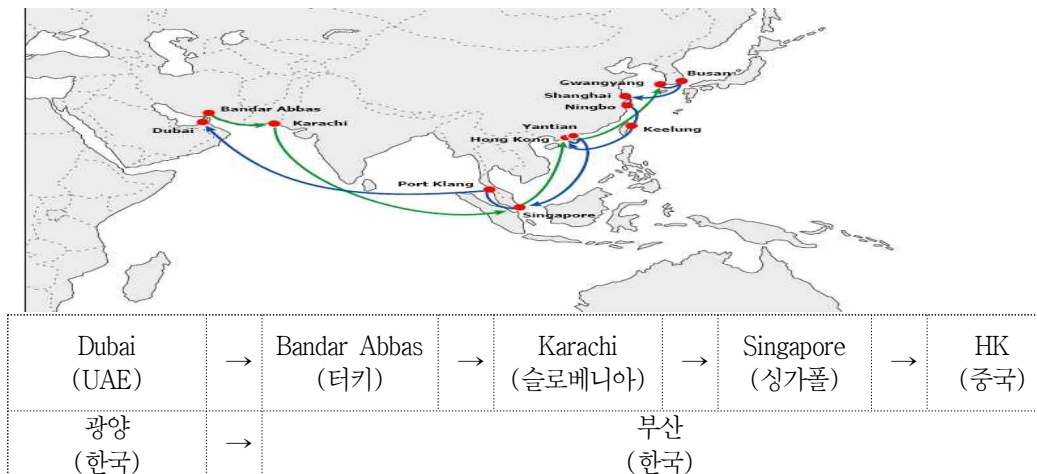 Busan
Gwangyang
Shanghai
Ningbo
Bandar Abbas
Karachi
Dubai
Yantian
Keelung
Hong Kong
Port Klang
Singapore
Dubai → Bandar Abbas → Karachi → Singapore → HK
(UAE) (터키) (슬로베니아) (싱가폴) (중국)
광양 → 부산
(한국) (한국)